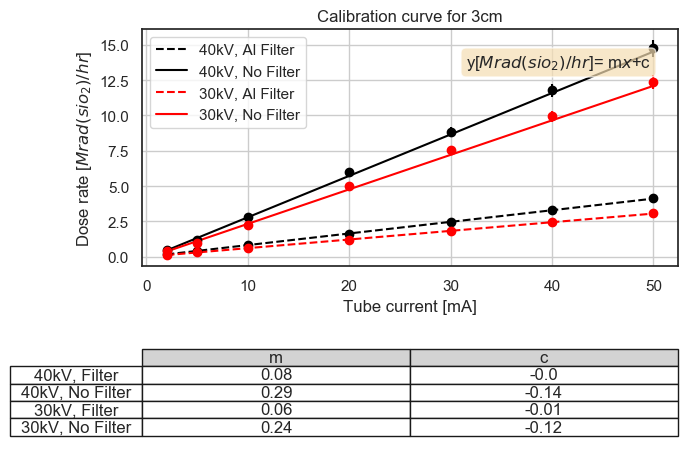 Calibration curve for 3cm
15.0
12.5
10.0
7.5
5.0
2.5
0.0
Dose rate [Mrad(sio₂)/hr]
40kV, Al Filter
40kV, No Filter
30kV, Al Filter
30kV, No Filter
y[Mrad(sio₂)/hr]= mx+c
0 10 20 30 40 50
Tube current [mA]
m c
40kV, Filter 0.08 -0.0
40kV, No Filter 0.29 -0.14
30kV, Filter 0.06 -0.01
30kV, No Filter 0.24 -0.12